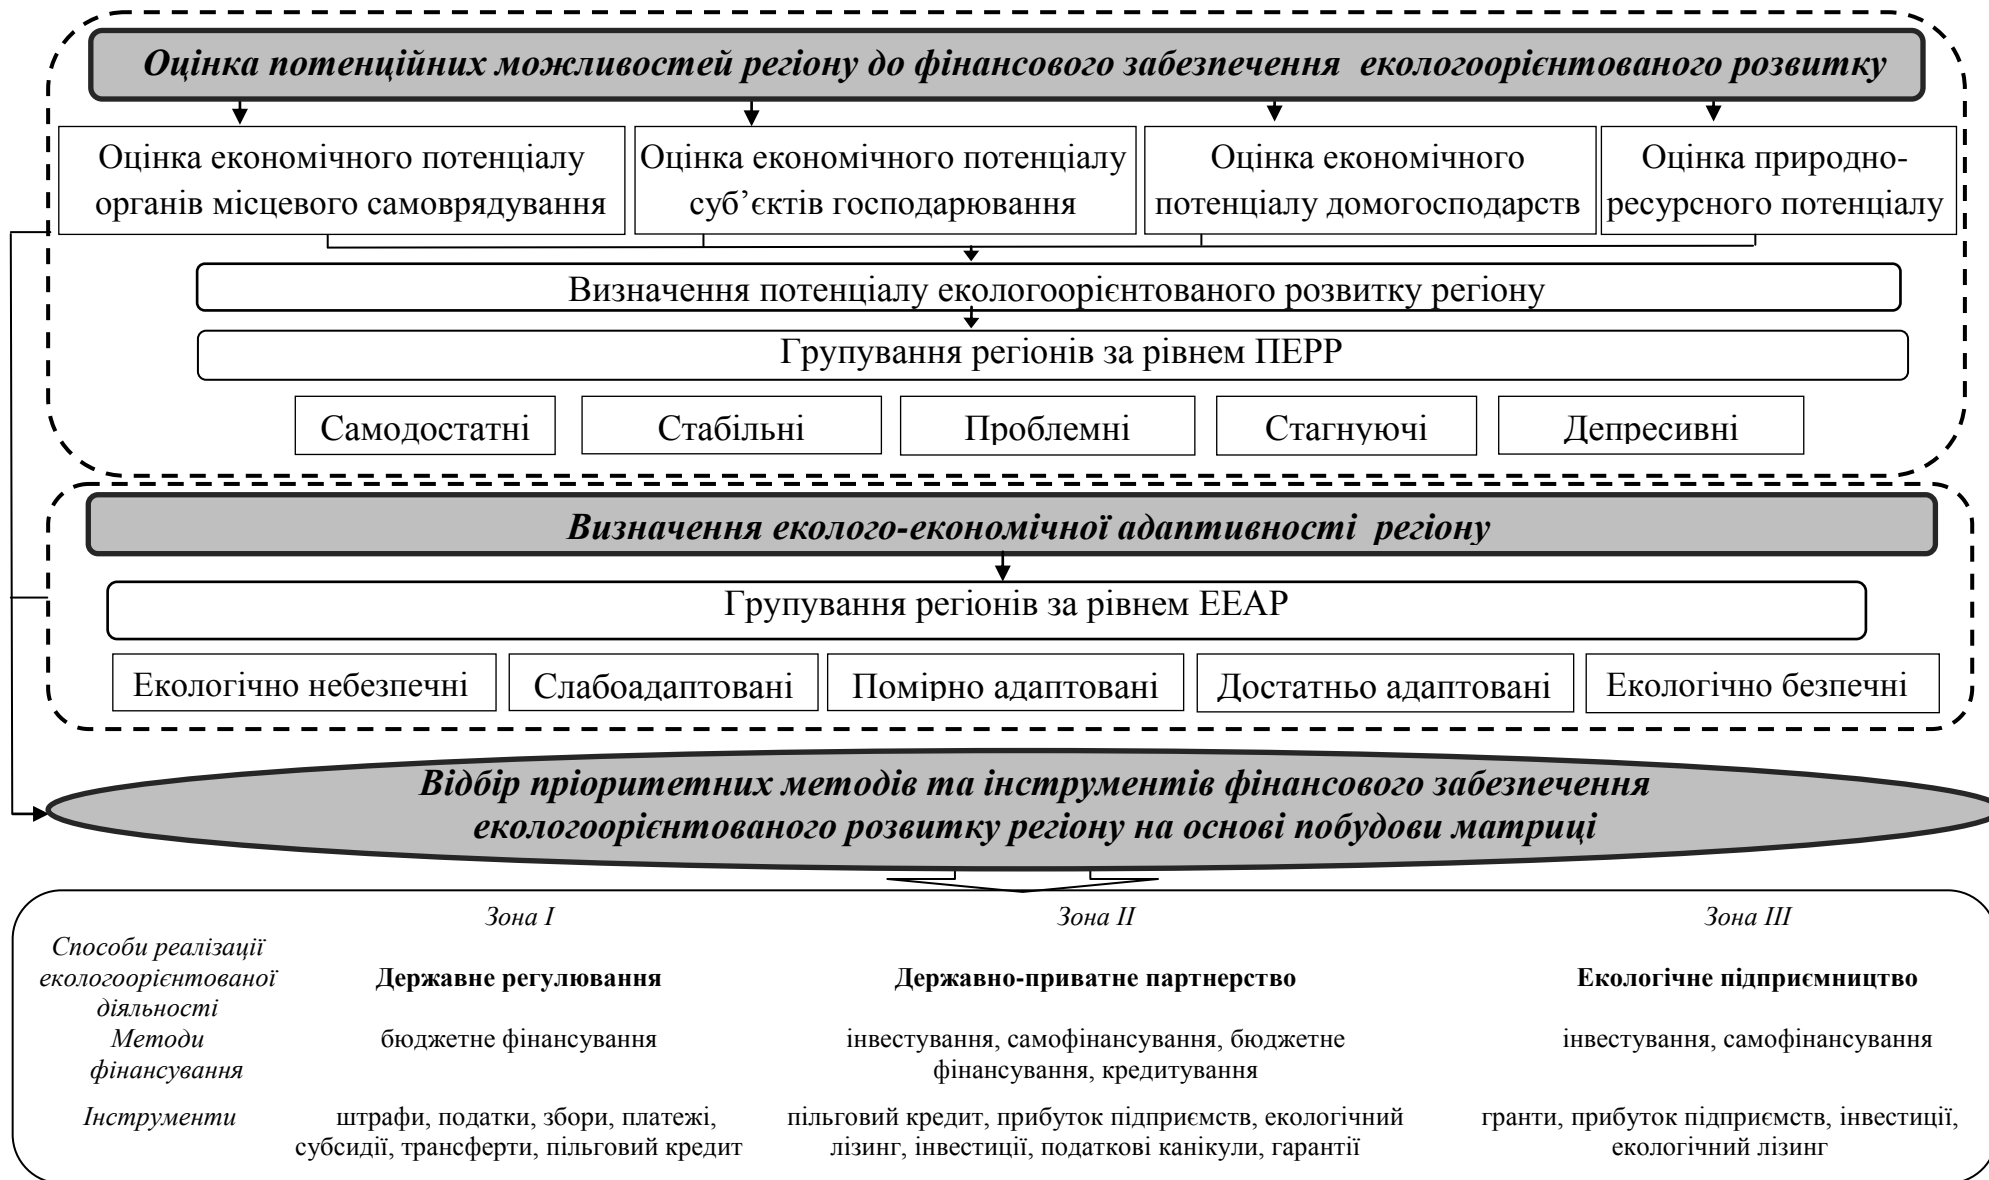 Оцінка потенційних можливостей регіону до фінансового забезпечення екологоорієнтованого розвитку
Оцінка економічного потенціалу
органів місцевого самоврядування
Оцінка економічного потенціалу
суб’єктів господарювання
Оцінка економічного
потенціалу домогосподарств
Оцінка природно-
ресурсного потенціалу
Визначення потенціалу екологоорієнтованого розвитку регіону
Групування регіонів за рівнем ПЕРР
Самодостатні
Стабільні
Проблемні
Стагнуючі
Депресивні
Визначення еколого-економічної адаптивності регіону
Групування регіонів за рівнем ЕЕАР
Екологічно небезпечні
Слабоадаптовані
Помірно адаптовані
Достатньо адаптовані
Екологічно безпечні
Відбір пріоритетних методів та інструментів фінансового забезпечення
екологоорієнтованого розвитку регіону на основі побудови матриці
Зона I
Зона II
Зона III
Способи реалізації
екологоорієнтованої
діяльності
Державне регулювання
Державно-приватне партнерство
Екологічне підприємництво
Методи
фінансування
бюджетне фінансування
інвестування, самофінансування, бюджетне
фінансування, кредитування
інвестування, самофінансування
Інструменти
штрафи, податки, збори, платежі,
субсидії, трансферти, пільговий кредит
пільговий кредит, прибуток підприємств, екологічний
лізинг, інвестиції, податкові канікули, гарантії
гранти, прибуток підприємств, інвестиції,
екологічний лізинг